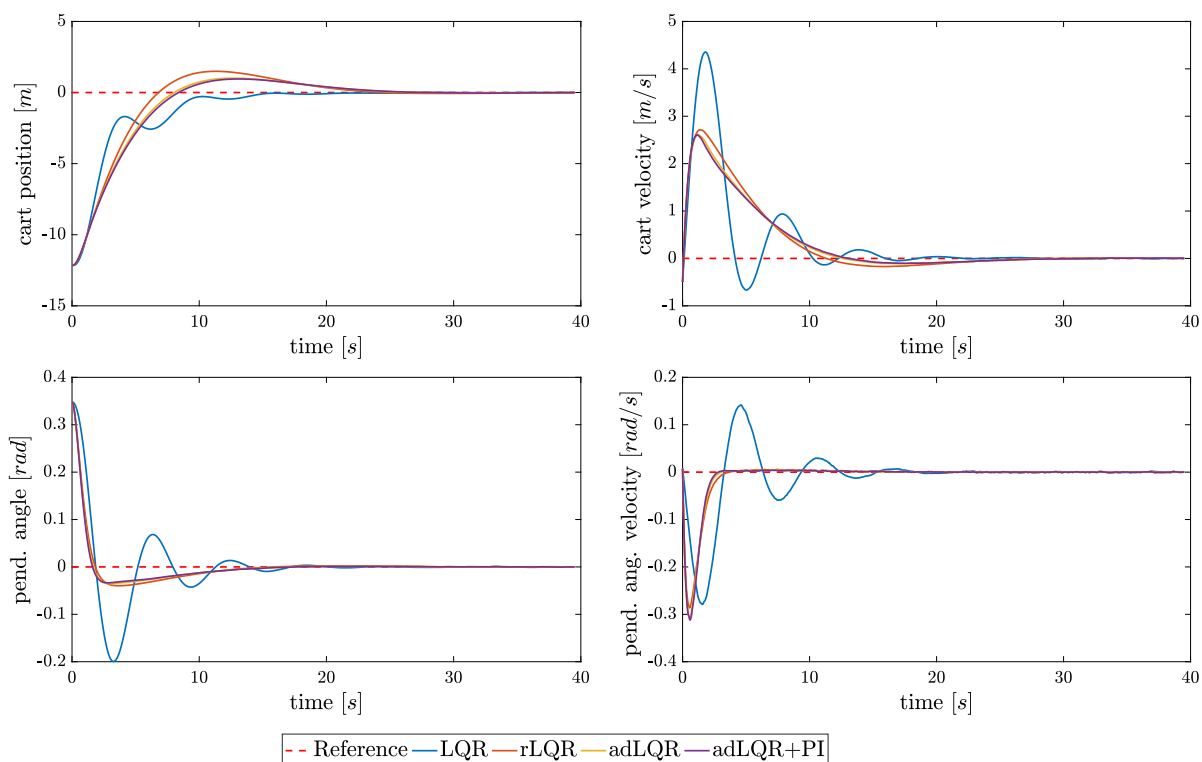 5
0
-5
-10
-15
cart position [m]
0 10 20 30 40
time [s]
5
4
3
2
1
0
-1
cart velocity [m/s]
0 10 20 30 40
time [s]
0.4
0.3
0.2
0.1
0
-0.1
-0.2
pend. angle [rad]
0 10 20 30 40
time [s]
0.2
0.1
0
-0.1
-0.2
-0.3
-0.4
pend. ang. velocity [rad/s]
0 10 20 30 40
time [s]
Reference LQR rLQR adLQR adLQR+PI